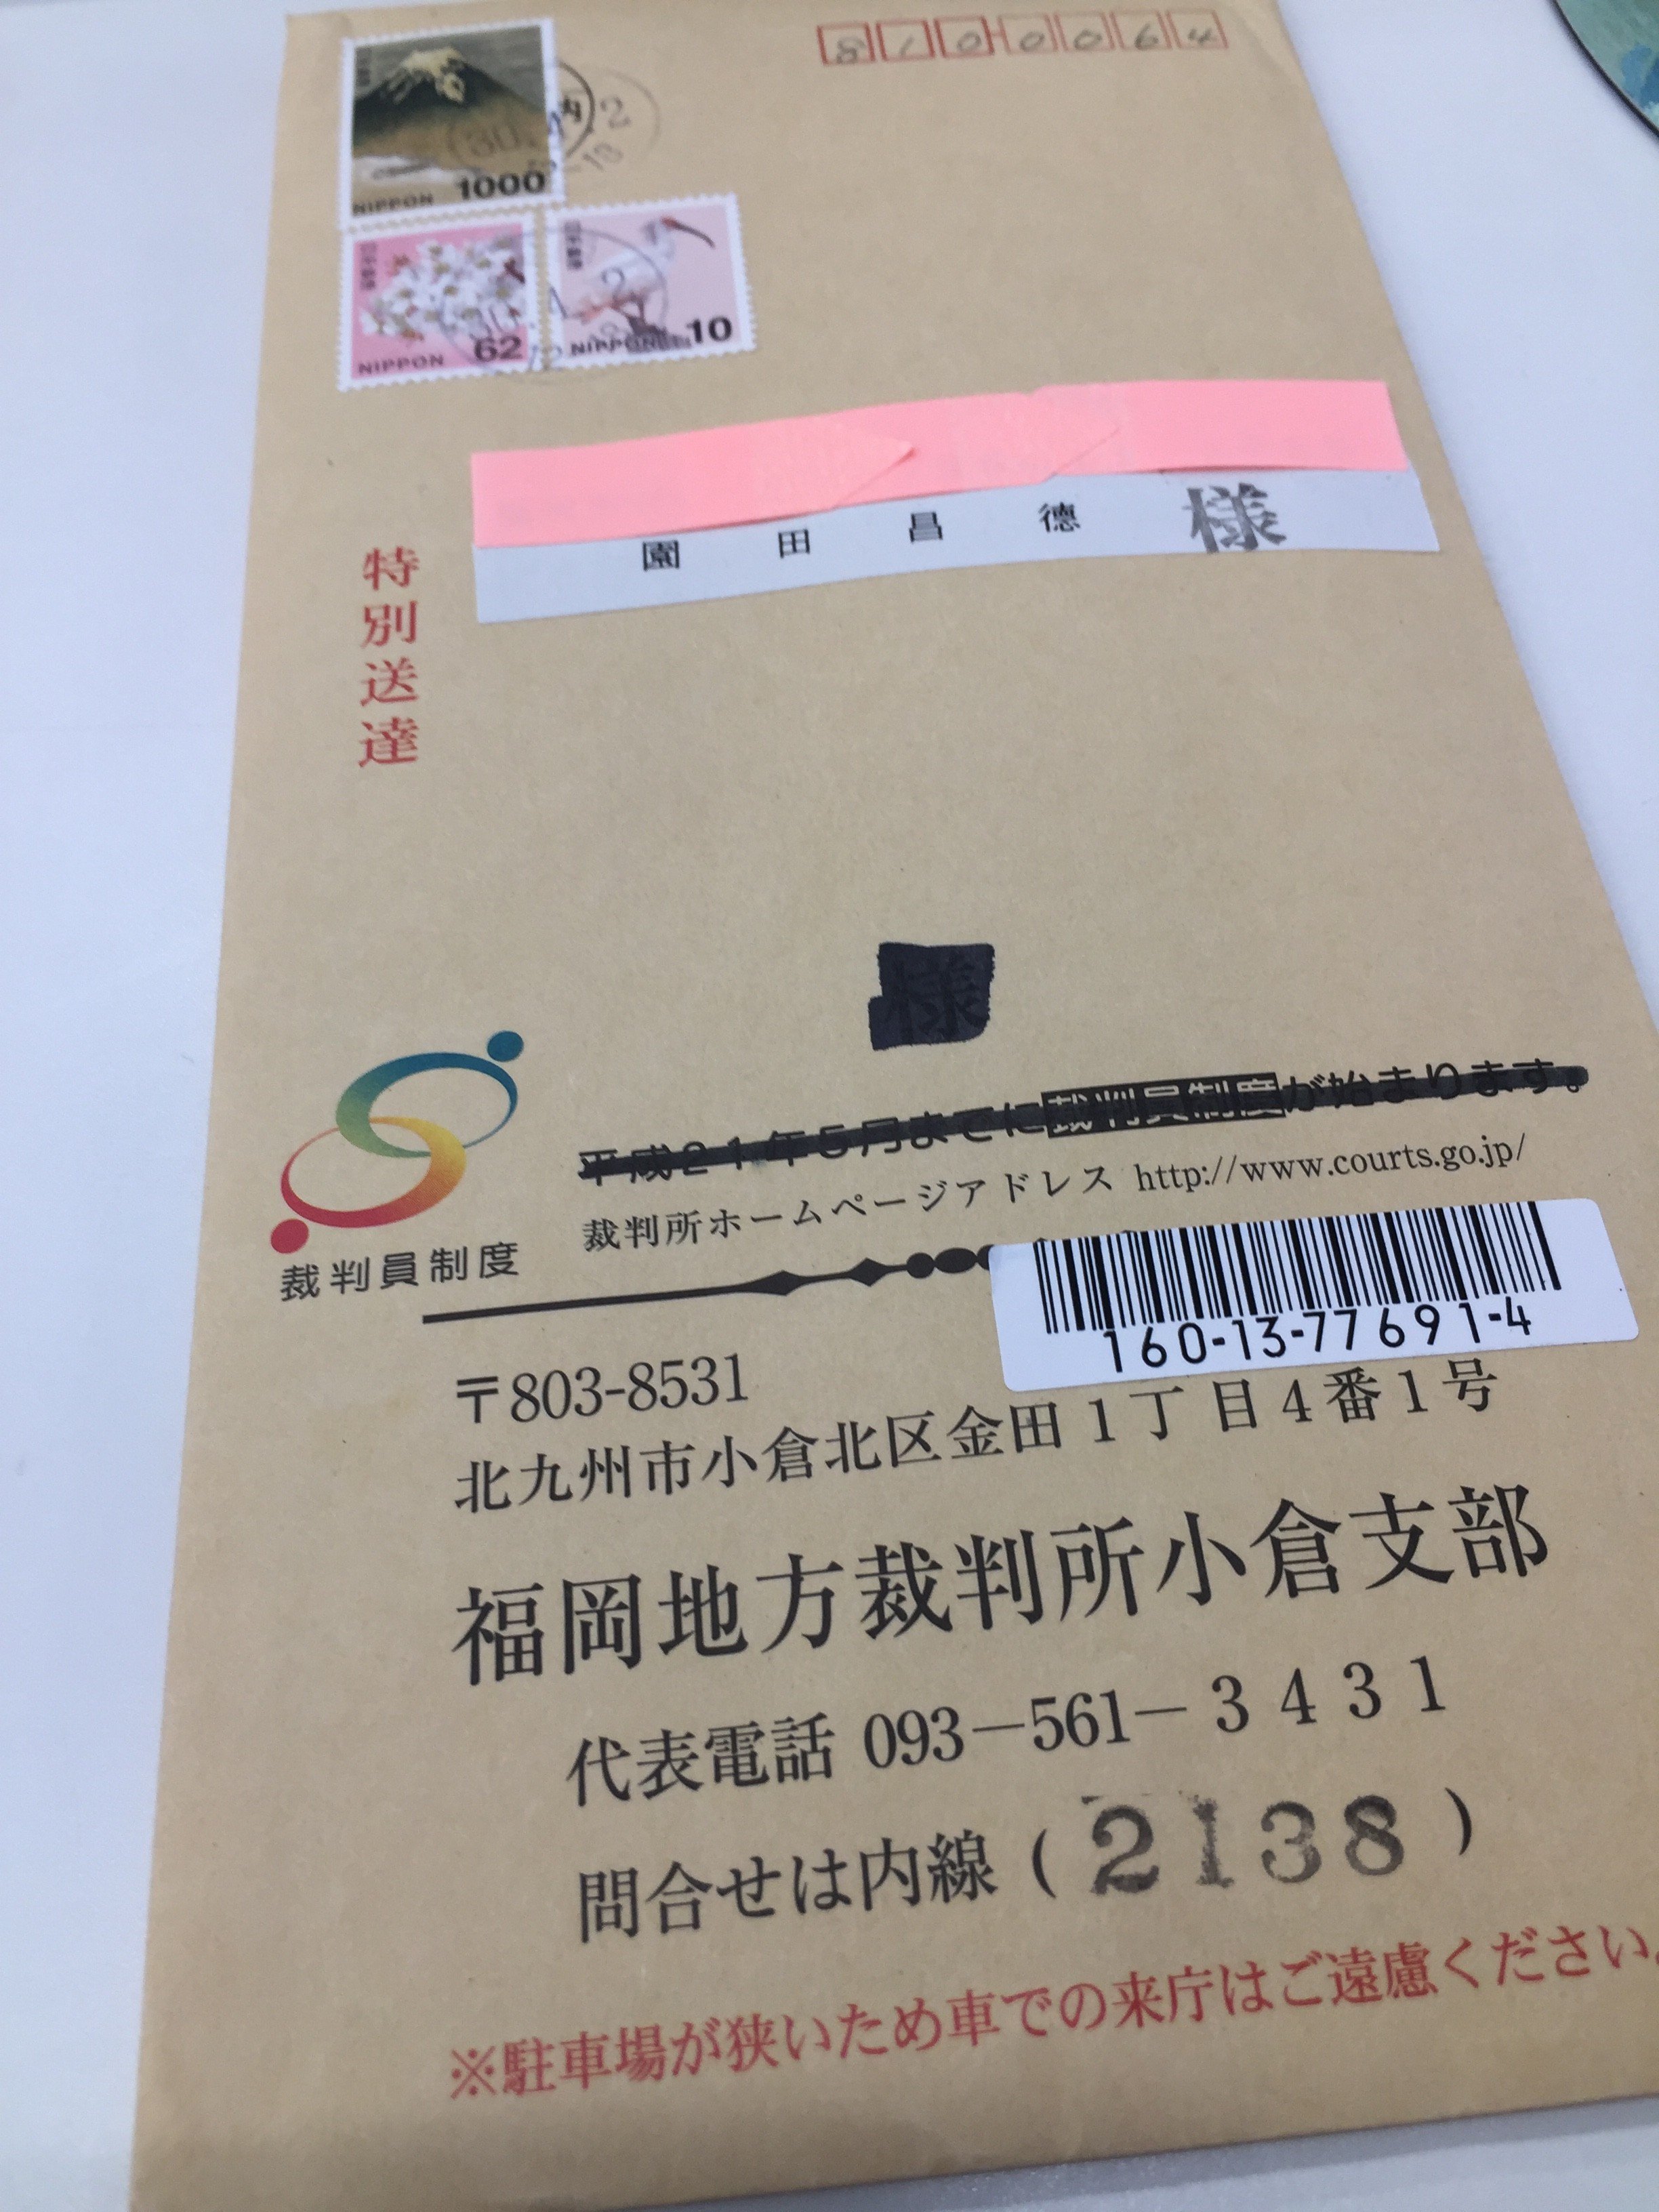 8100064
NIPPON 1000
NIPPON 62
NIPPON 10
園田昌徳 様
特別送達
様
平成21年5月までに裁判員制度が始まります。
裁判所ホームページアドレス http://www.courts.go.jp/
裁判員制度
160-13-77691-4
〒803-8531
北九州市小倉北区金田1丁目4番1号
福岡地方裁判所小倉支部
代表電話 093－561－3431
問合せは内線(2138)
※駐車場が狭いため車での来庁はご遠慮ください。